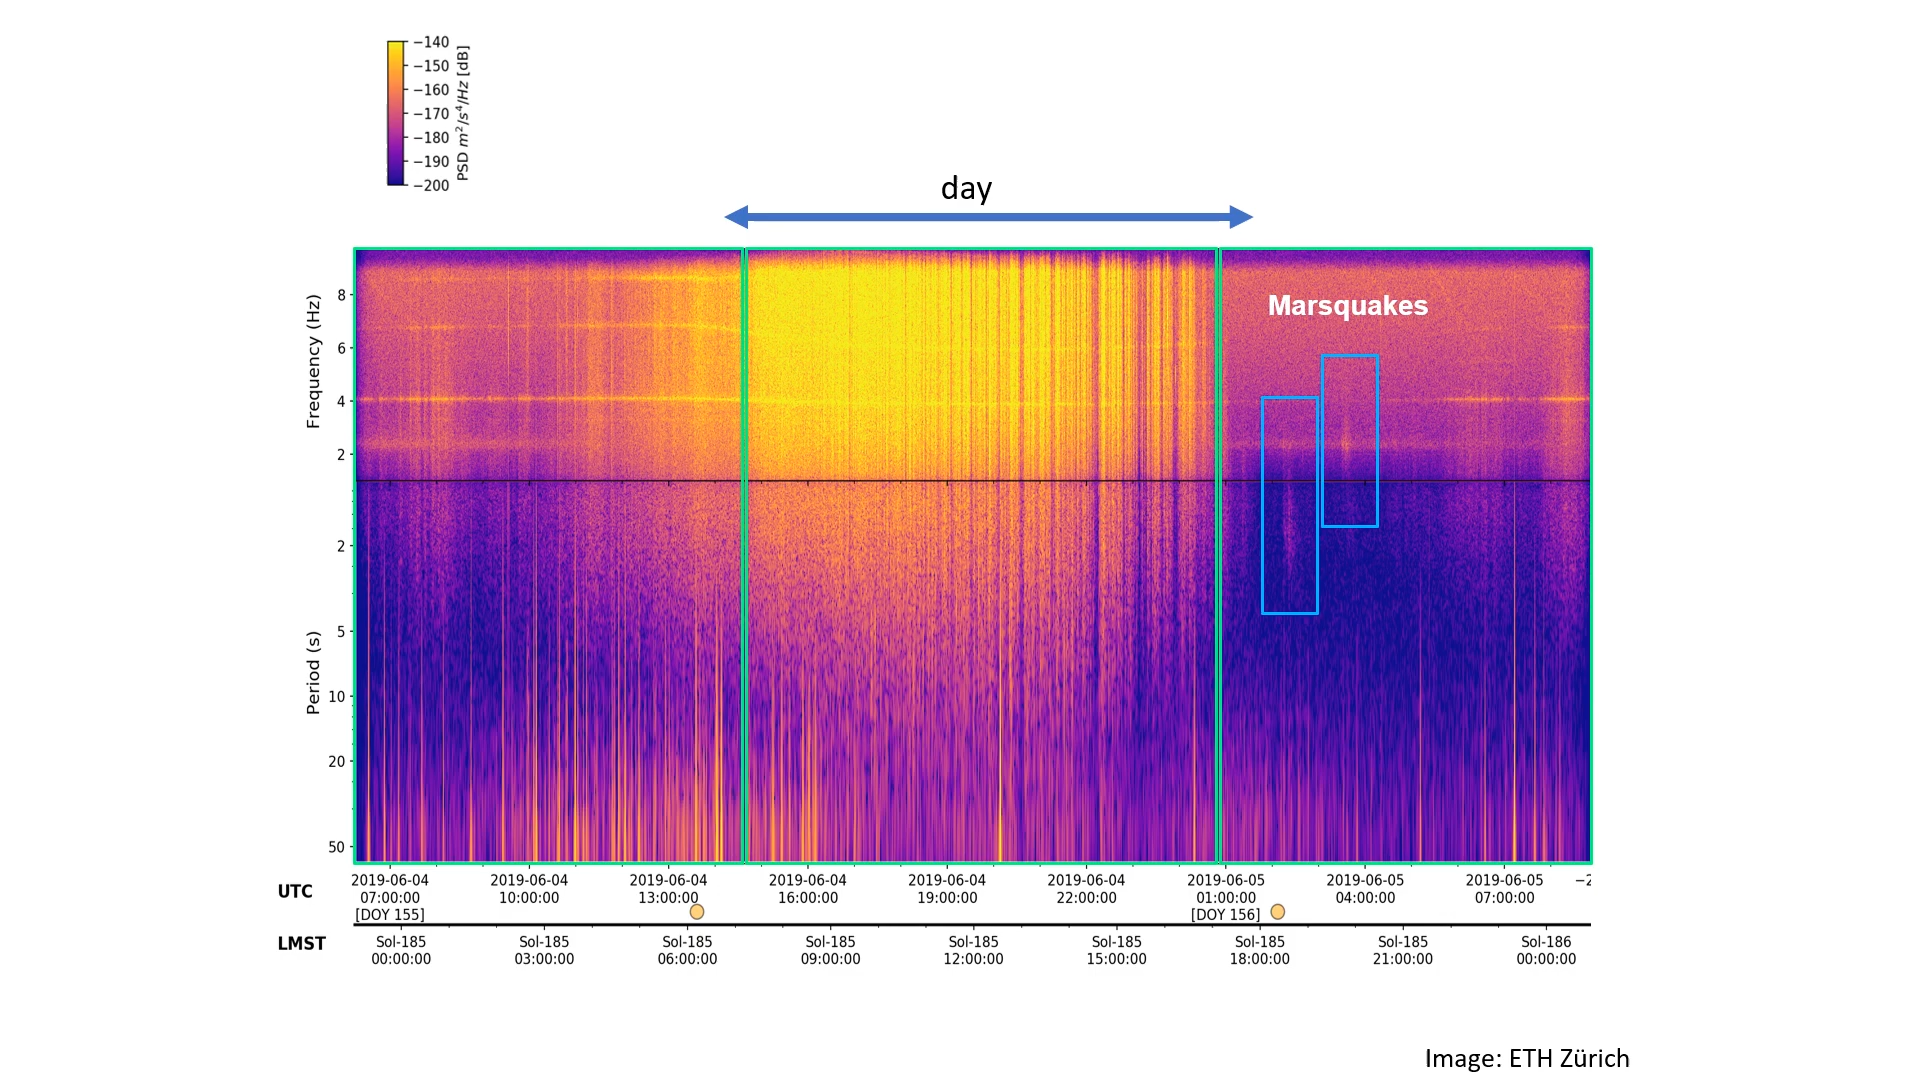 −140
−150
−160
−170
−180
−190
−200
PSD m²/s⁴/Hz [dB]
day
Marsquakes
Frequency (Hz)
8
6
4
2
Period (s)
2
5
10
20
50
UTC
2019-06-04 2019-06-04 2019-06-04 2019-06-04 2019-06-04 2019-06-04 2019-06-05 2019-06-05 2019-06-05 −2
07:00:00 10:00:00 13:00:00 16:00:00 19:00:00 22:00:00 01:00:00 04:00:00 07:00:00
[DOY 155] [DOY 156]
LMST
Sol-185 Sol-185 Sol-185 Sol-185 Sol-185 Sol-185 Sol-185 Sol-185 Sol-186
00:00:00 03:00:00 06:00:00 09:00:00 12:00:00 15:00:00 18:00:00 21:00:00 00:00:00
Image: ETH Zürich